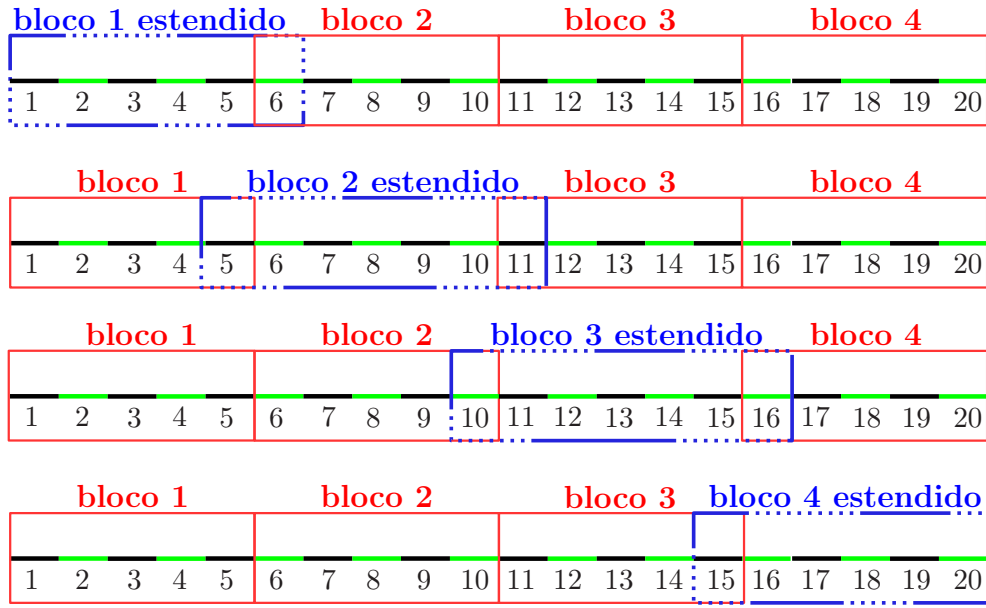 bloco 1 estendido bloco 2 bloco 3 bloco 4
1 2 3 4 5 6 7 8 9 10 11 12 13 14 15 16 17 18 19 20
bloco 1 bloco 2 estendido bloco 3 bloco 4
1 2 3 4 5 6 7 8 9 10 11 12 13 14 15 16 17 18 19 20
bloco 1 bloco 2 bloco 3 estendido bloco 4
1 2 3 4 5 6 7 8 9 10 11 12 13 14 15 16 17 18 19 20
bloco 1 bloco 2 bloco 3 bloco 4 estendido
1 2 3 4 5 6 7 8 9 10 11 12 13 14 15 16 17 18 19 20